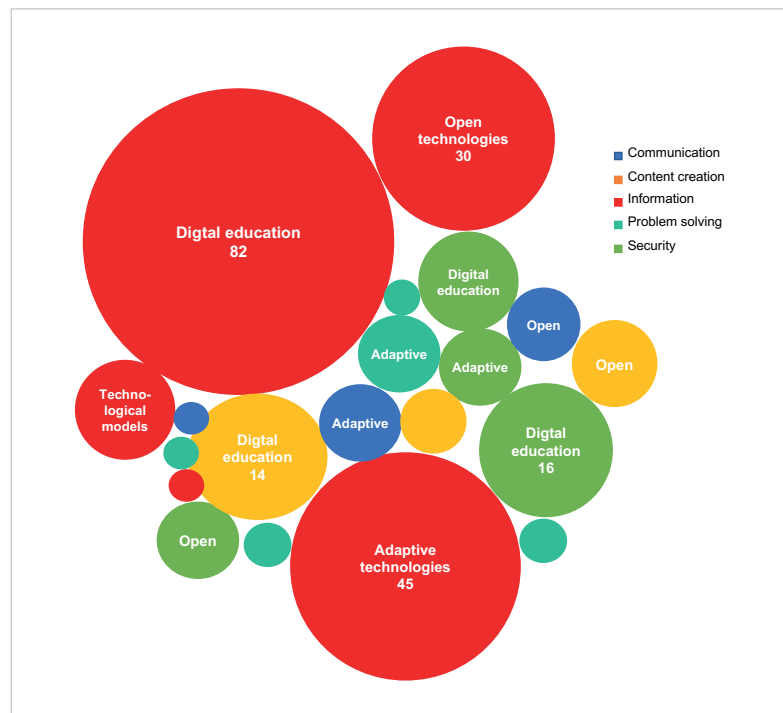 Open
technologies
30
Communication
Content creation
Information
Problem solving
Security
Digtal education
82
Digital
education
Open
Adaptive
Adaptive
Open
Techno-
logical
models
Adaptive
Digtal
education
14
Digtal
education
16
Open
Adaptive
technologies
45